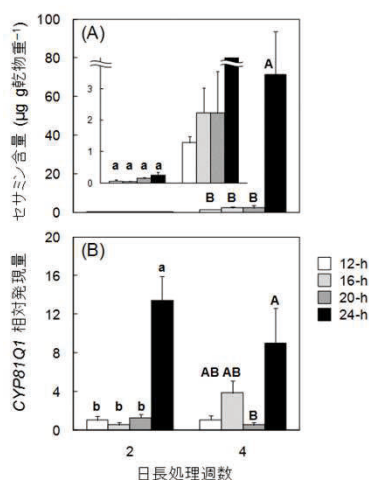 (A)
セサミン含量 (μg g乾物重⁻¹)
100
80
60
40
20
0
3
2
1
0
a a a a
A
B B B
(B)
CYP81Q1 相対発現量
16
12
8
4
0
a
b b b
A
AB AB
B
12-h
16-h
20-h
24-h
2 4
日長処理週数